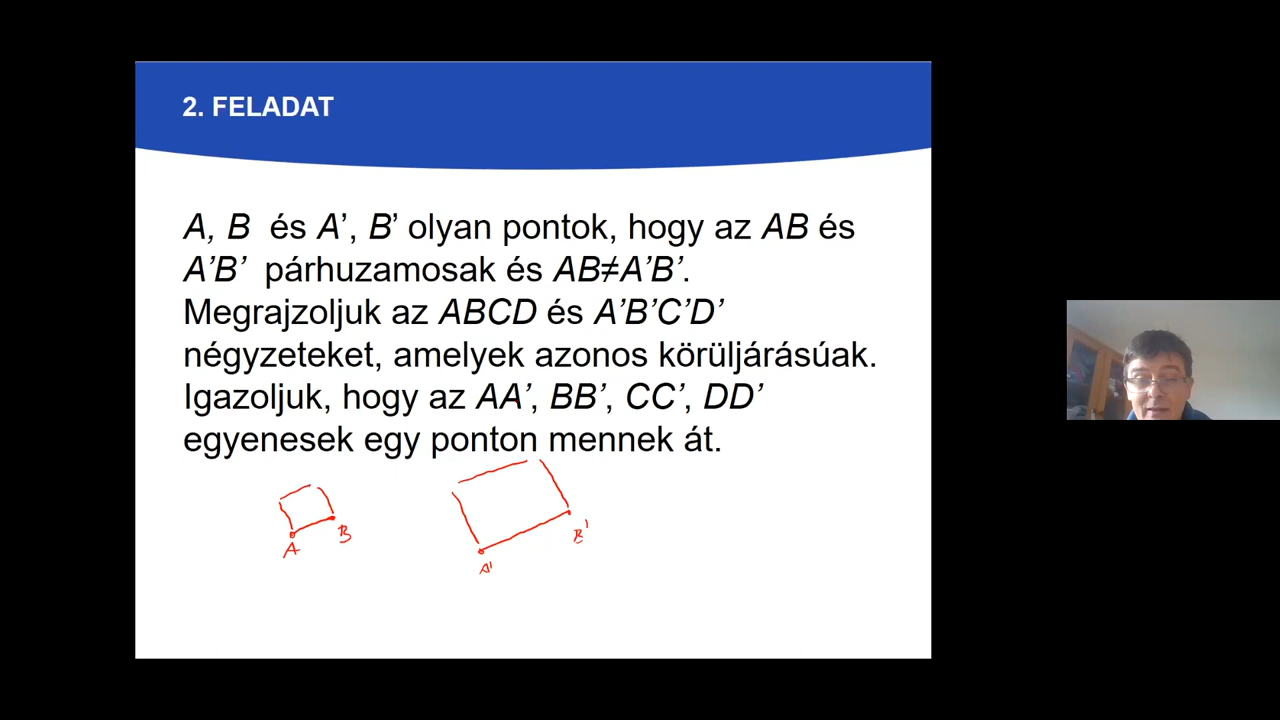 2. FELADAT
A, B és A’, B’ olyan pontok, hogy az AB és
A’B’ párhuzamosak és AB≠A’B’.
Megrajzoljuk az ABCD és A’B’C’D’
négyzeteket, amelyek azonos körüljárásúak.
Igazoljuk, hogy az AA’, BB’, CC’, DD’
egyenesek egy ponton mennek át.
A B A' B'